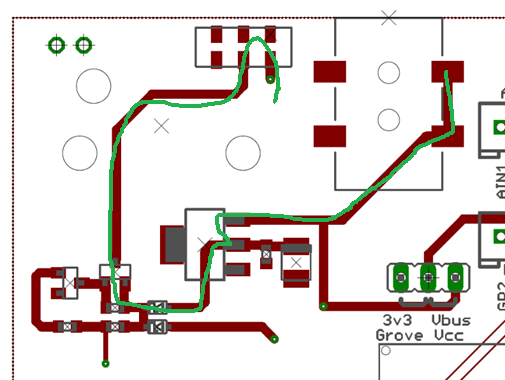 A
AIN1
GP2
3v3 Vbus
Grove Vcc